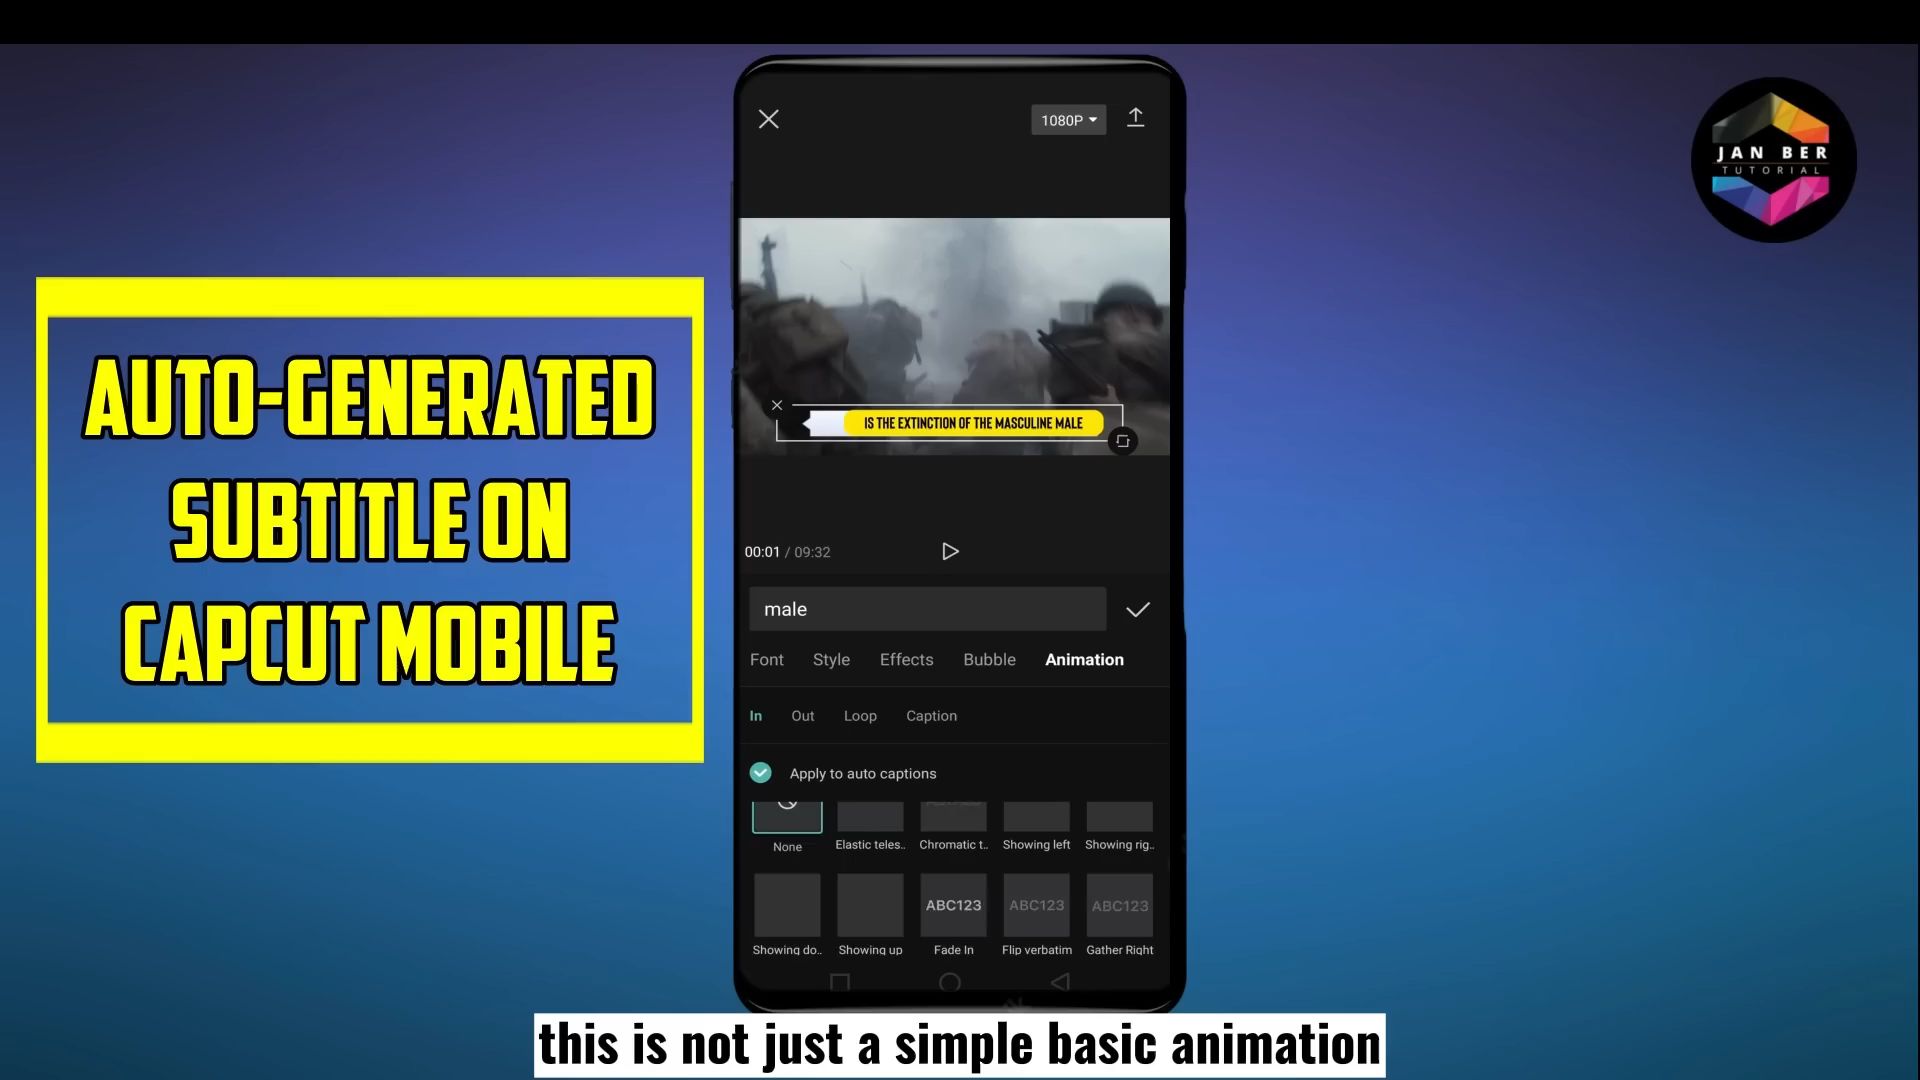 JAN BER
TUTORIAL
AUTO-GENERATED
SUBTITLE ON
CAPCUT MOBILE
1080P
IS THE EXTINCTION OF THE MASCULINE MALE
00:01 / 09:32
male
Font Style Effects Bubble Animation
In Out Loop Caption
Apply to auto captions
None Elastic teles.. Chromatic t.. Showing left Showing rig..
ABC123 ABC123 ABC123
Showing do.. Showing up Fade In Flip verbatim Gather Right
this is not just a simple basic animation